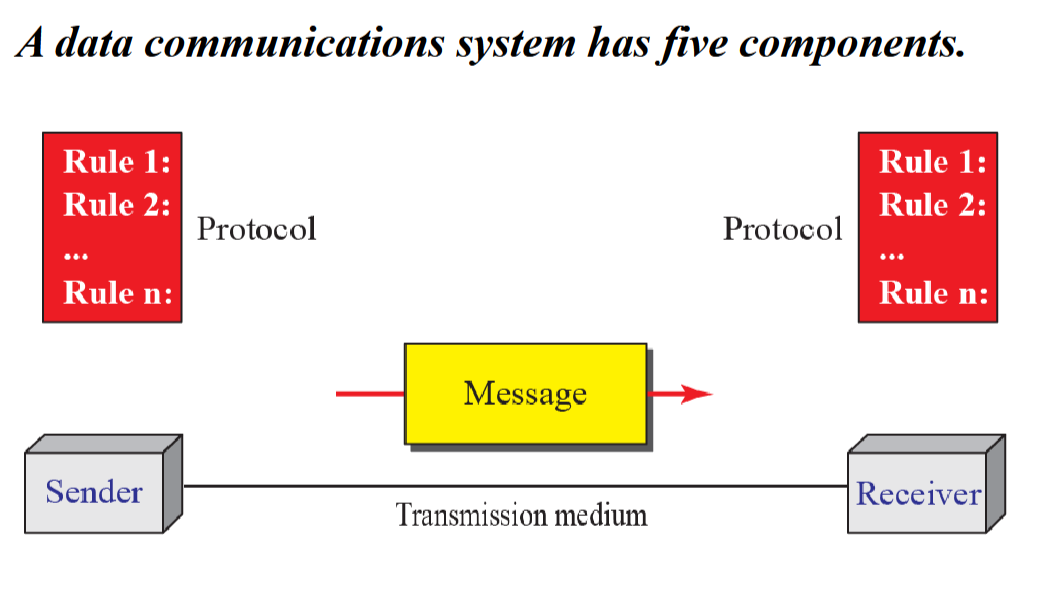 A data communications system has five components.
Rule 1:
Rule 2:
...
Rule n:
Protocol
Protocol
Rule 1:
Rule 2:
...
Rule n:
Message
Sender
Transmission medium
Receiver